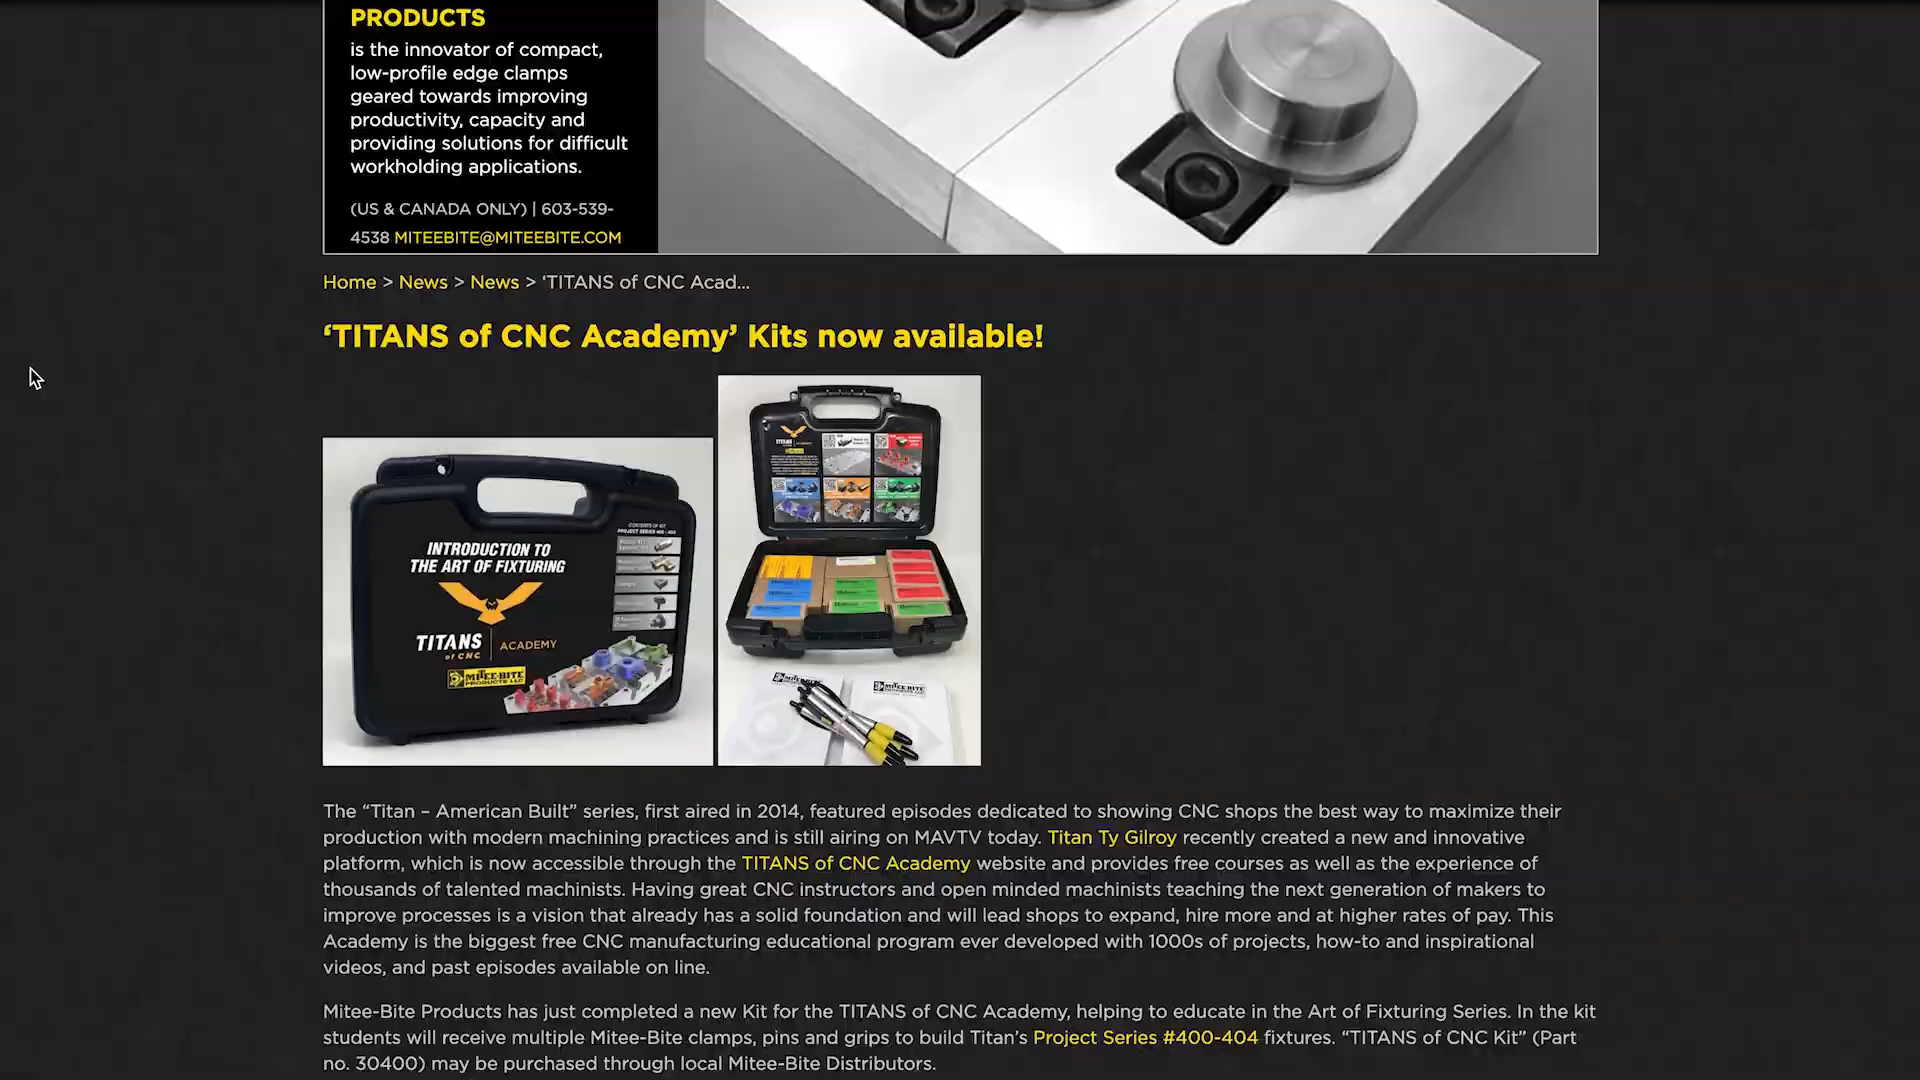 PRODUCTS
is the innovator of compact,
low-profile edge clamps
geared towards improving
productivity, capacity and
providing solutions for difficult
workholding applications.
(US & CANADA ONLY) | 603-539-
4538 MITEEBITE@MITEEBITE.COM
Home > News > News > ‘TITANS of CNC Acad...
‘TITANS of CNC Academy’ Kits now available!
INTRODUCTION TO
THE ART OF FIXTURING
TITANS
of CNC
ACADEMY
MITEE-BITE
PRODUCTS LLC
CONTENTS OF KIT
MITEE-BITE
The “Titan – American Built” series, first aired in 2014, featured episodes dedicated to showing CNC shops the best way to maximize their
production with modern machining practices and is still airing on MAVTV today. Titan Ty Gilroy recently created a new and innovative
platform, which is now accessible through the TITANS of CNC Academy website and provides free courses as well as the experience of
thousands of talented machinists. Having great CNC instructors and open minded machinists teaching the next generation of makers to
improve processes is a vision that already has a solid foundation and will lead shops to expand, hire more and at higher rates of pay. This
Academy is the biggest free CNC manufacturing educational program ever developed with 1000s of projects, how-to and inspirational
videos, and past episodes available on line.
Mitee-Bite Products has just completed a new Kit for the TITANS of CNC Academy, helping to educate in the Art of Fixturing Series. In the kit
students will receive multiple Mitee-Bite clamps, pins and grips to build Titan’s Project Series #400-404 fixtures. “TITANS of CNC Kit” (Part
no. 30400) may be purchased through local Mitee-Bite Distributors.